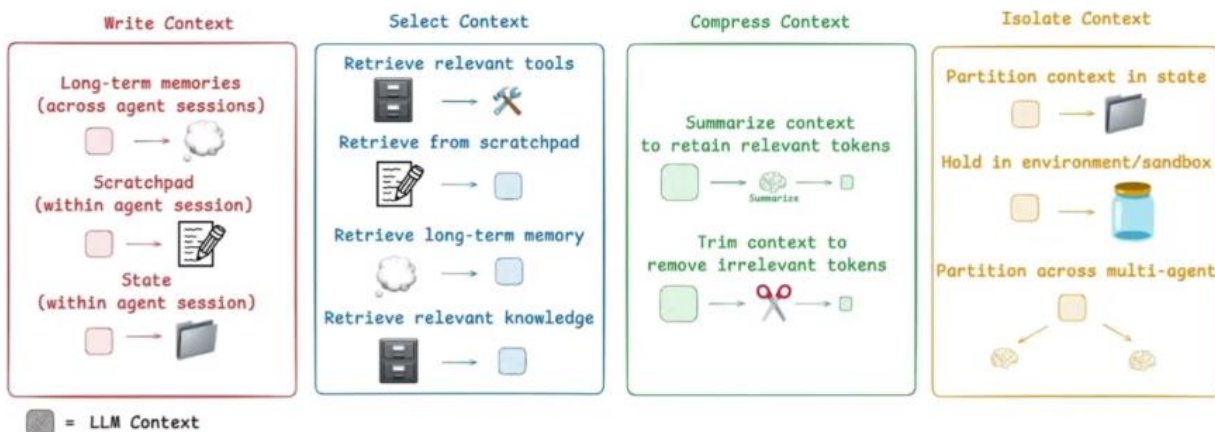 Write Context
Long-term memories
(across agent sessions)
Scratchpad
(within agent session)
State
(within agent session)
Select Context
Retrieve relevant tools
Retrieve from scratchpad
Retrieve long-term memory
Retrieve relevant knowledge
Compress Context
Summarize context
to retain relevant tokens
Summarize
Trim context to
remove irrelevant tokens
Isolate Context
Partition context in state
Hold in environment/sandbox
Partition across multi-agent
= LLM Context